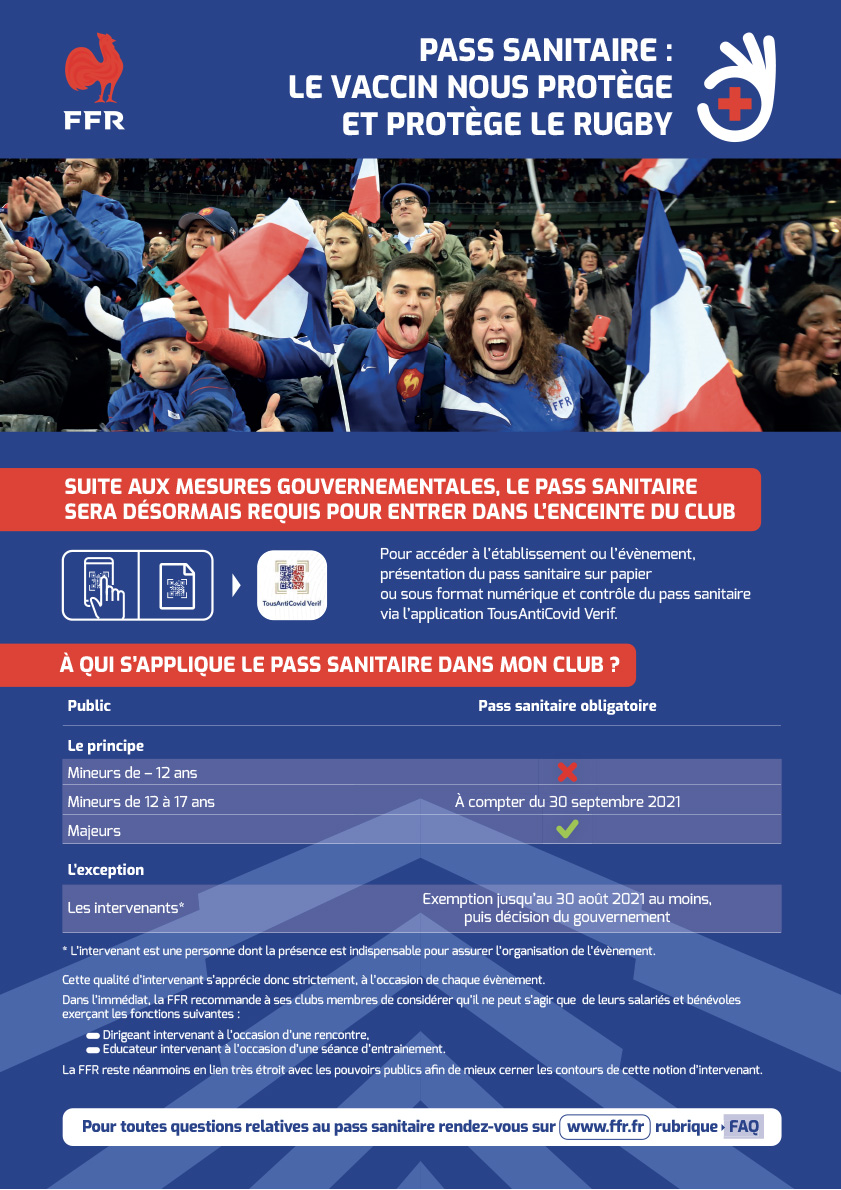 FFR
PASS SANITAIRE :
LE VACCIN NOUS PROTÈGE
ET PROTÈGE LE RUGBY
FFR
SUITE AUX MESURES GOUVERNEMENTALES, LE PASS SANITAIRE
SERA DÉSORMAIS REQUIS POUR ENTRER DANS L'ENCEINTE DU CLUB
TousAntiCovid Verif
Pour accéder à l'établissement ou l'évènement,
présentation du pass sanitaire sur papier
ou sous format numérique et contrôle du pass sanitaire
via l'application TousAntiCovid Verif.
À QUI S'APPLIQUE LE PASS SANITAIRE DANS MON CLUB ?
Public Pass sanitaire obligatoire
Le principe
Mineurs de – 12 ans
Mineurs de 12 à 17 ans À compter du 30 septembre 2021
Majeurs
L'exception
Les intervenants* Exemption jusqu'au 30 août 2021 au moins,
puis décision du gouvernement
* L'intervenant est une personne dont la présence est indispensable pour assurer l'organisation de l'évènement.
Cette qualité d'intervenant s'apprécie donc strictement, à l'occasion de chaque évènement.
Dans l'immédiat, la FFR recommande à ses clubs membres de considérer qu'il ne peut s'agir que de leurs salariés et bénévoles
exerçant les fonctions suivantes :
Dirigeant intervenant à l'occasion d'une rencontre,
Educateur intervenant à l'occasion d'une séance d'entrainement.
La FFR reste néanmoins en lien très étroit avec les pouvoirs publics afin de mieux cerner les contours de cette notion d'intervenant.
Pour toutes questions relatives au pass sanitaire rendez-vous sur www.ffr.fr rubrique FAQ